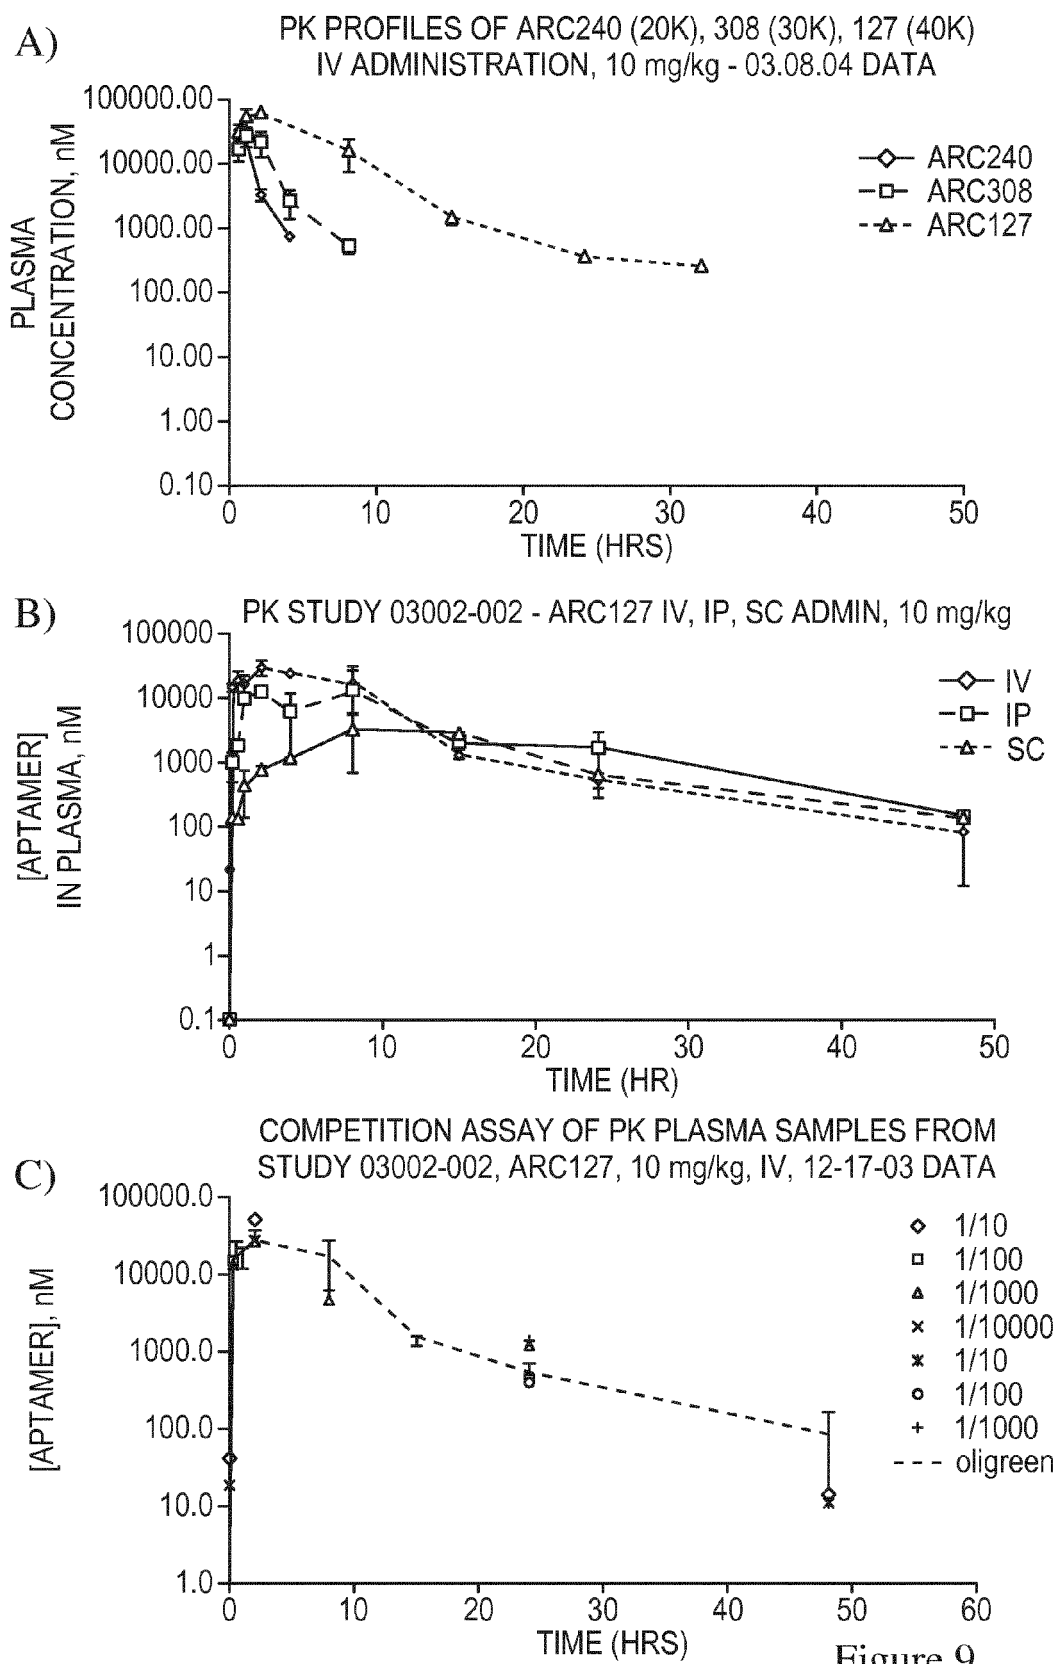 A)
PK PROFILES OF ARC240 (20K), 308 (30K), 127 (40K)
IV ADMINISTRATION, 10 mg/kg - 03.08.04 DATA
PLASMA
CONCENTRATION, nM
100000.00
10000.00
1000.00
100.00
10.00
1.00
0.10
0
10
20
30
40
50
TIME (HRS)
ARC240
ARC308
ARC127
B)
PK STUDY 03002-002 - ARC127 IV, IP, SC ADMIN, 10 mg/kg
[APTAMER]
IN PLASMA, nM
100000
10000
1000
100
10
1
0.1
0
10
20
30
40
50
TIME (HR)
IV
IP
SC
C)
COMPETITION ASSAY OF PK PLASMA SAMPLES FROM
STUDY 03002-002, ARC127, 10 mg/kg, IV, 12-17-03 DATA
[APTAMER], nM
100000.0
10000.0
1000.0
100.0
10.0
1.0
0
10
20
30
40
50
60
TIME (HRS)
1/10
1/100
1/1000
1/10000
1/10
1/100
1/1000
oligreen
Figure 9